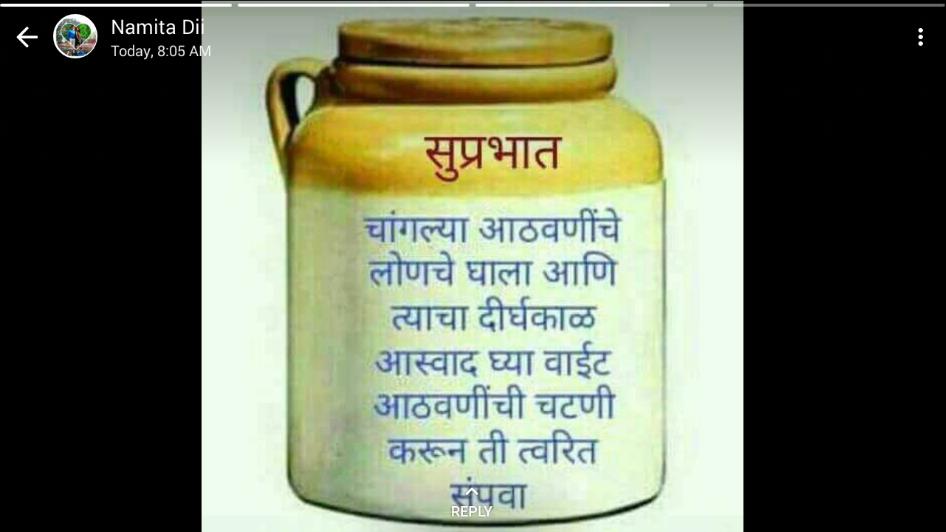 Namita Dii
Today, 8:05 AM
सुप्रभात
चांगल्या आठवणींचे
लोणचे घाला आणि
त्याचा दीर्घकाळ
आस्वाद घ्या वाईट
आठवणींची चटणी
करून ती त्वरित
संपवा
REPLY